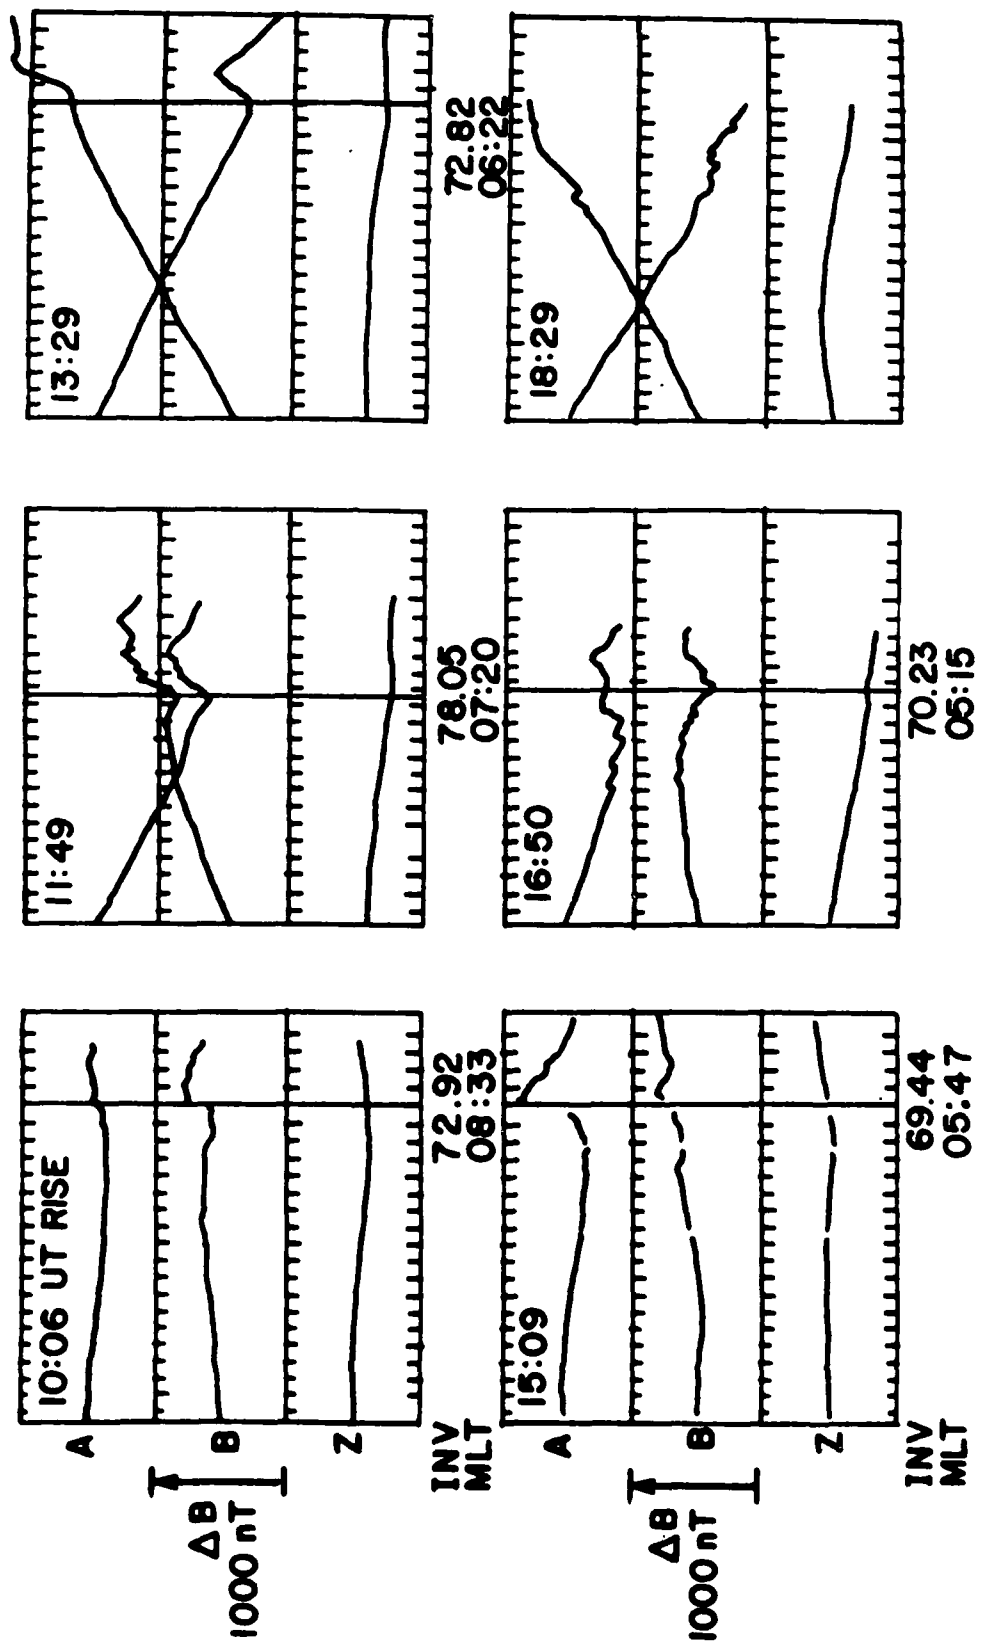 10:06 UT RISE 11:49 13:29
A
ΔB
B
1000 nT
Z
INV 72.92 78.05 72.82
MLT 08:33 07:20 06:22
15:09 16:50 18:29
A
ΔB
B
1000 nT
Z
INV 69.44 70.23
MLT 05:47 05:15